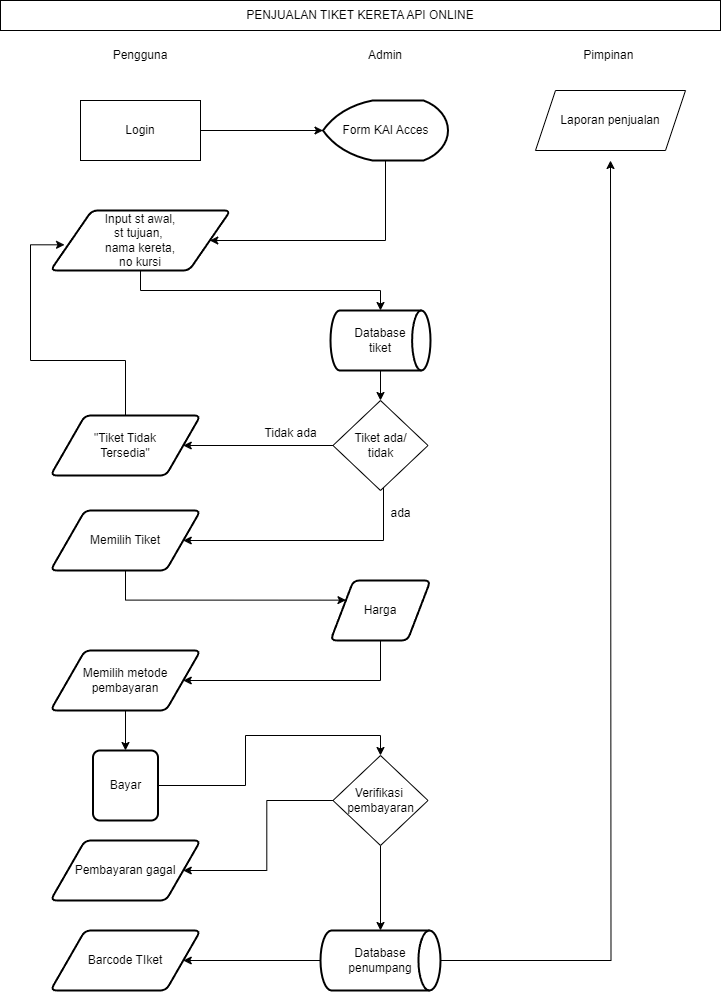 PENJUALAN TIKET KERETA API ONLINE
Pengguna
Admin
Pimpinan
Login
Form KAI Acces
Laporan penjualan
Input st awal,
st tujuan,
nama kereta,
no kursi
Database
tiket
"Tiket Tidak
Tersedia"
Tidak ada
Tiket ada/
tidak
ada
Memilih Tiket
Harga
Memilih metode
pembayaran
Bayar
Verifikasi
pembayaran
Pembayaran gagal
Barcode TIket
Database
penumpang